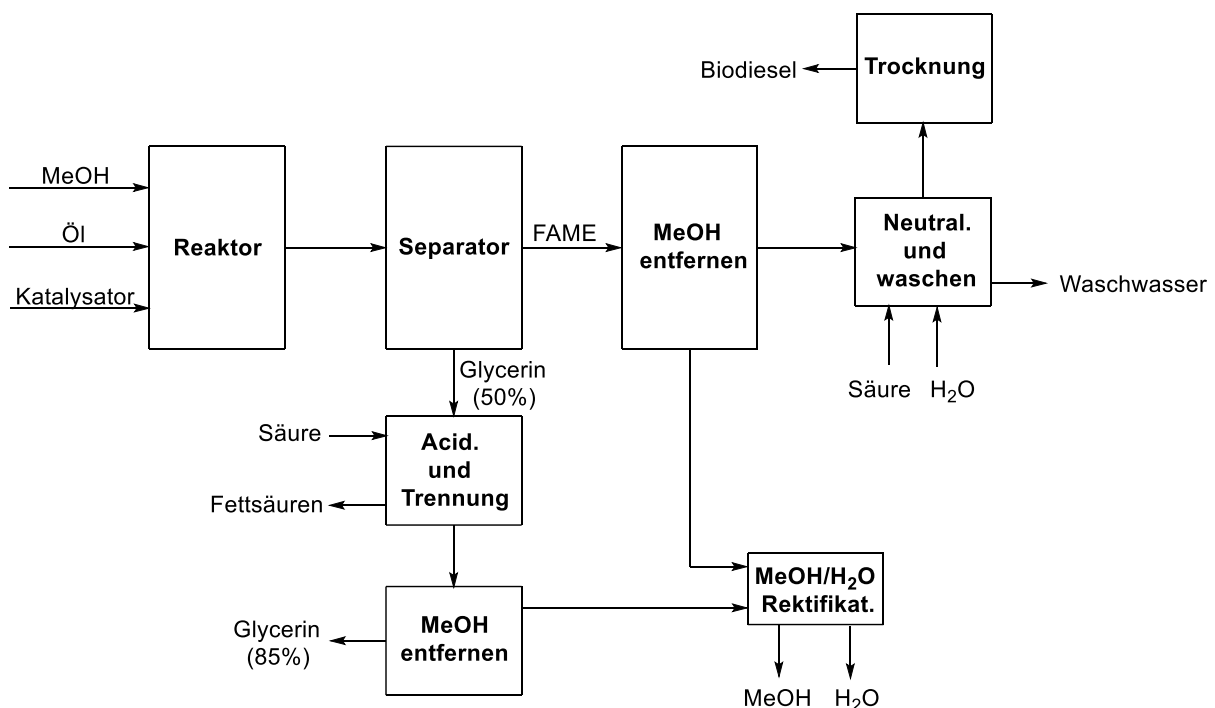 Trocknung
Biodiesel
MeOH
Öl
Katalysator
Reaktor
Separator
FAME
MeOH
entfernen
Neutral.
und
waschen
Waschwasser
Säure
H₂O
Glycerin
(50%)
Säure
Acid.
und
Trennung
Fettsäuren
MeOH/H₂O
Rektifikat.
Glycerin
(85%)
MeOH
entfernen
MeOH
H₂O